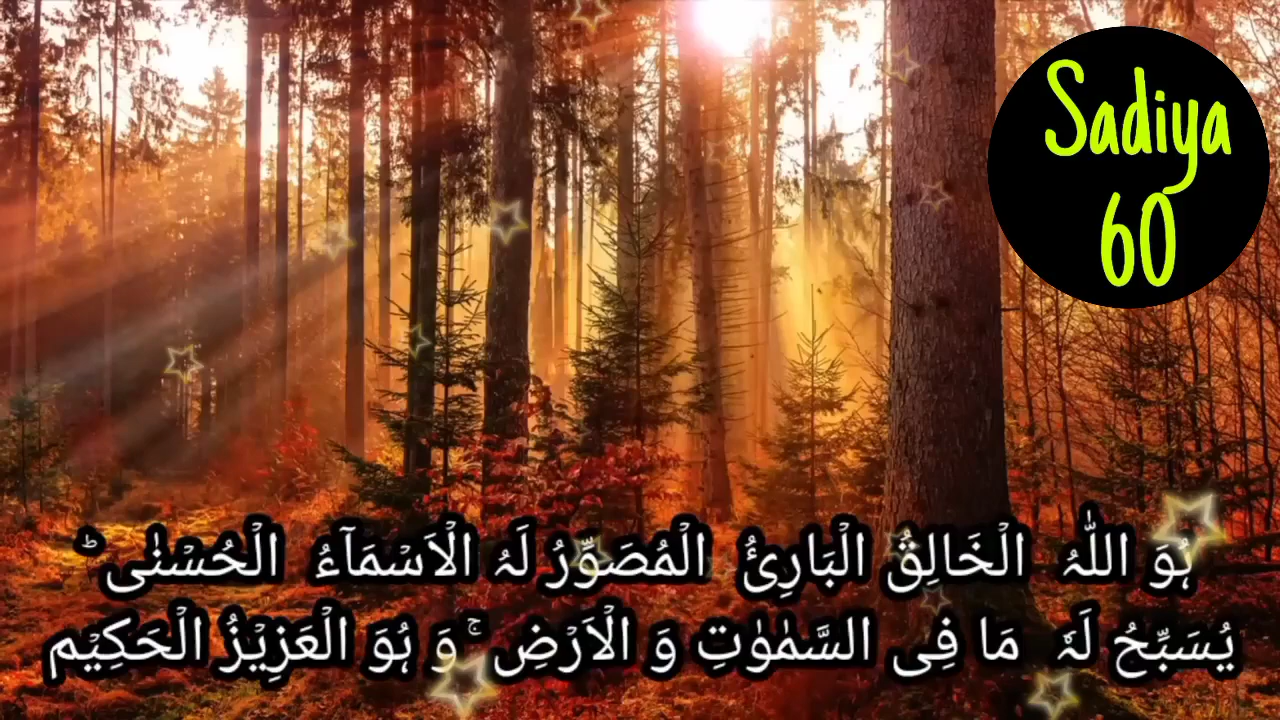 Sadiya
60
ہُوَ اللّٰہُ الْخَالِقُ الْبَارِئُ الْمُصَوِّرُ لَہُ الْاَسْمَآءُ الْحُسْنٰی ؕ
یُسَبِّحُ لَہٗ مَا فِی السَّمٰوٰتِ وَ الْاَرْضِ ۚ وَ ہُوَ الْعَزِیْزُ الْحَکِیْم